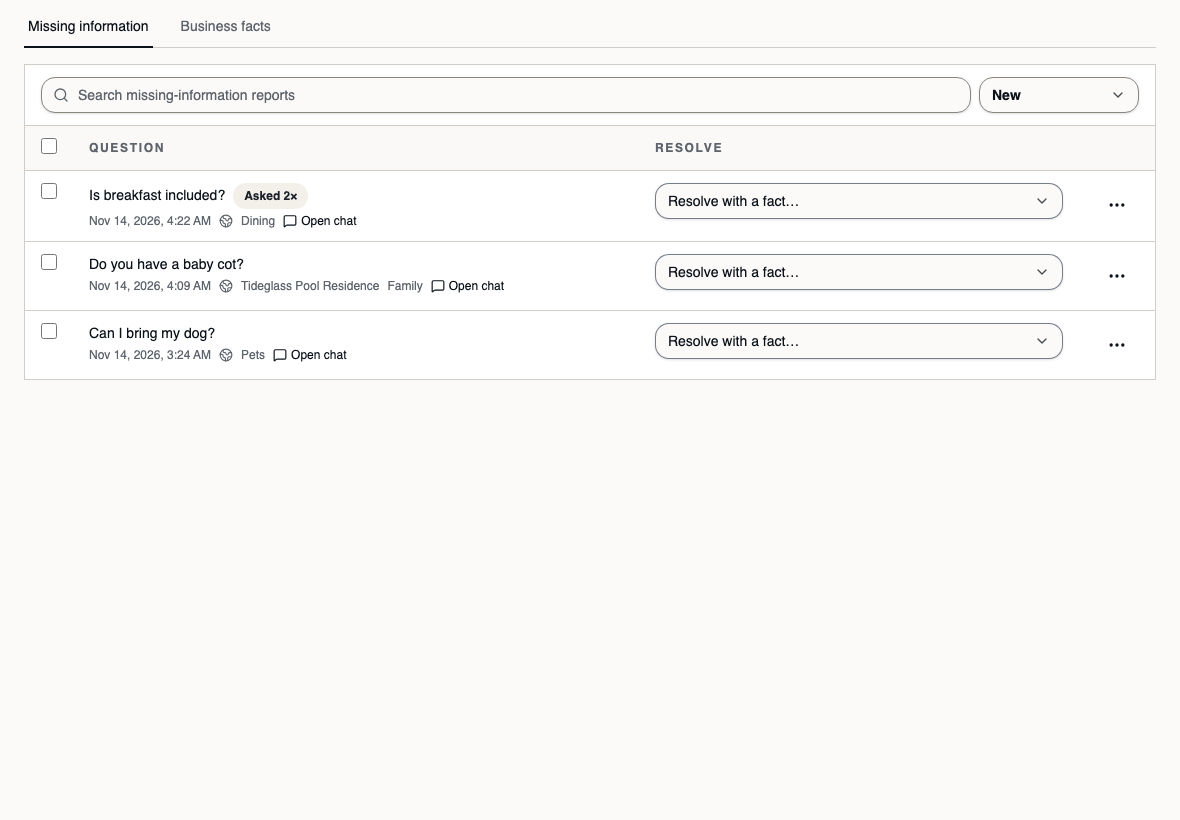 Missing information Business facts
Search missing-information reports New
QUESTION RESOLVE
Is breakfast included? Asked 2× Resolve with a fact…
Nov 14, 2026, 4:22 AM Dining Open chat
Do you have a baby cot? Resolve with a fact…
Nov 14, 2026, 4:09 AM Tideglass Pool Residence Family Open chat
Can I bring my dog? Resolve with a fact…
Nov 14, 2026, 3:24 AM Pets Open chat